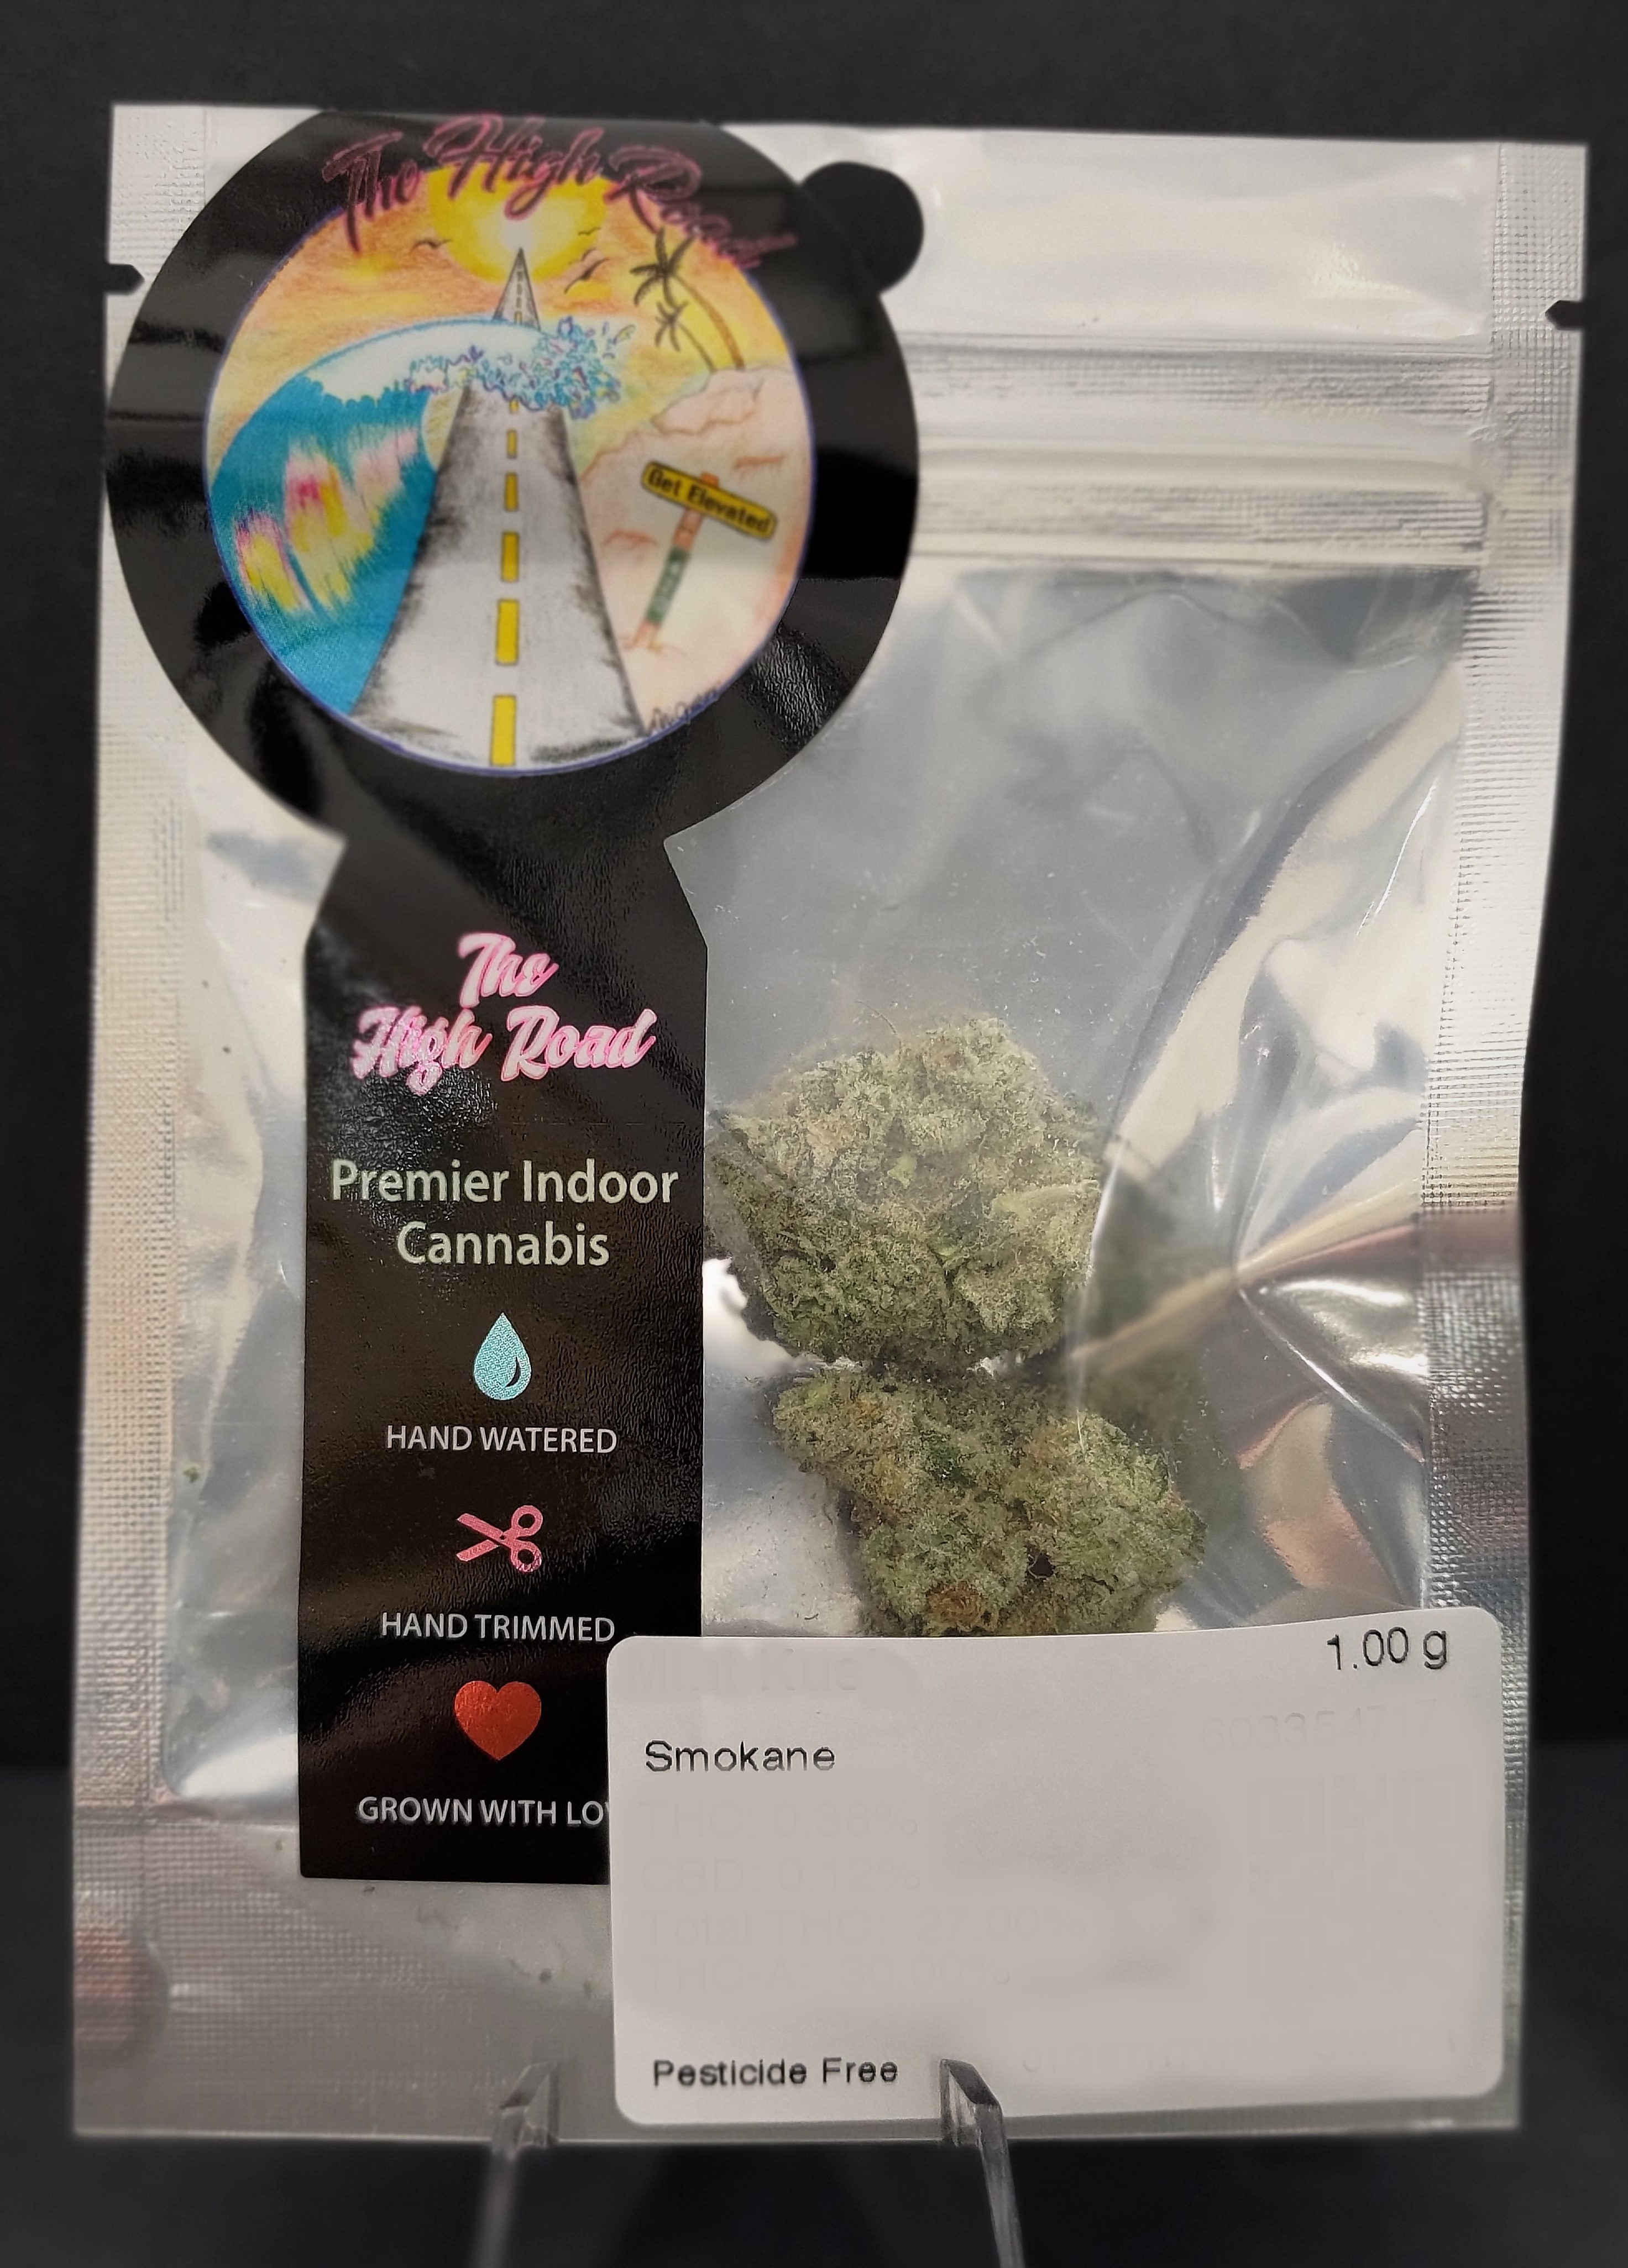 The High Road
Get Elevated
The
High Road
Premier Indoor
Cannabis
HAND WATERED
HAND TRIMMED
GROWN WITH LOV
1.00 g
Smokane
Pesticide Free